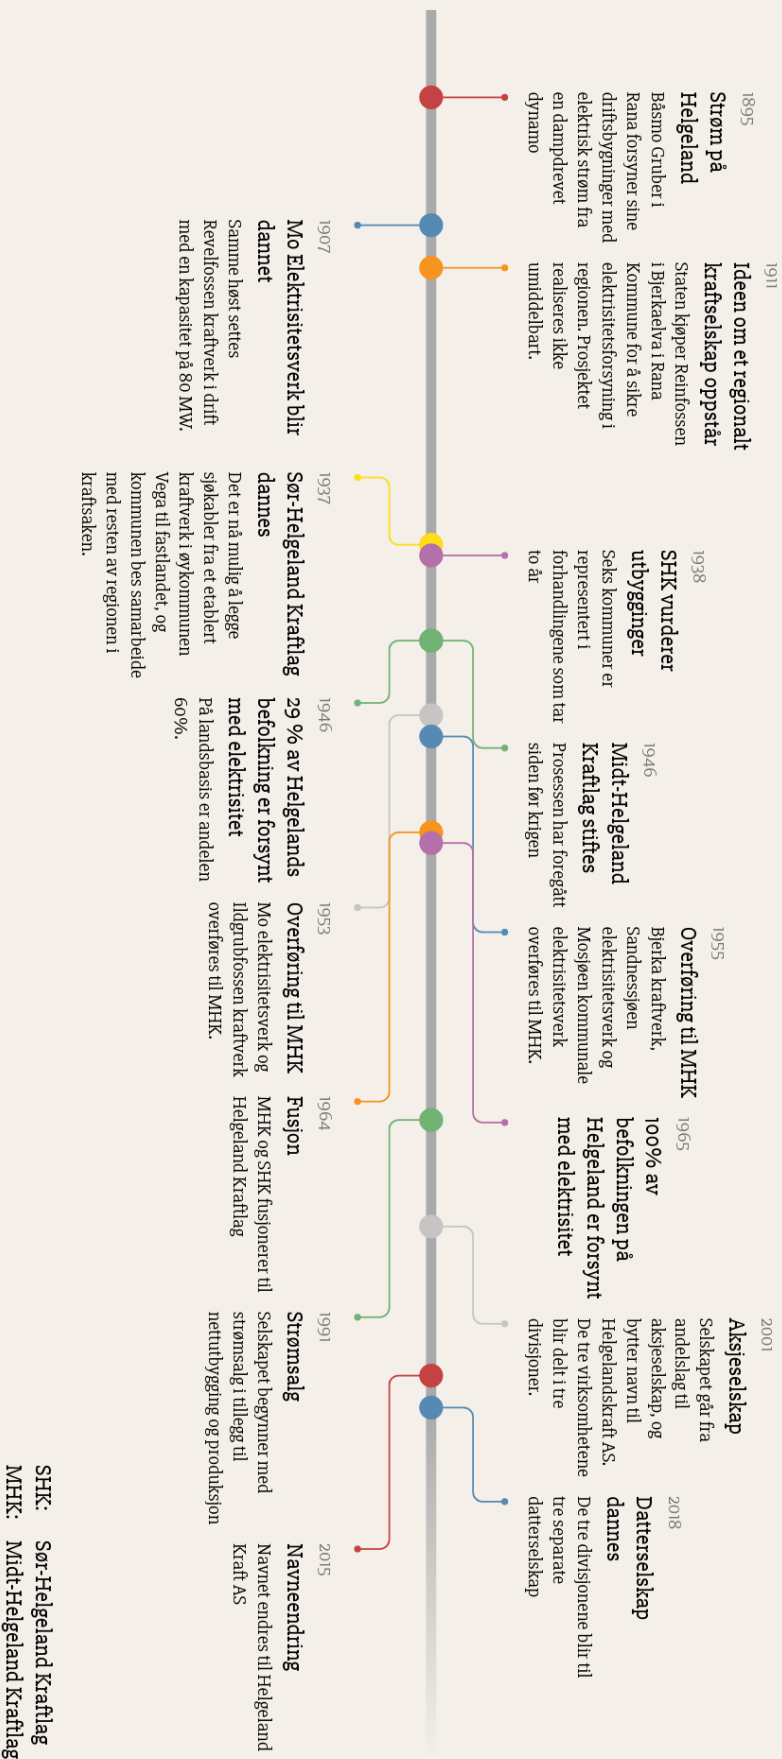 1895
Strøm på
Helgeland
Båsmo Gruber i
Rana forsyner sine
driftsbygninger med
elektrisk strøm fra
en dampdrevet
dynamo
1907
Mo Elektrisitetsverk blir
dannet
Samme høst settes
Revelfossen kraftverk i drift
med en kapasitet på 80 MW.
1911
Ideen om et regionalt
kraftselskap oppstår
Staten kjøper Reinfossen
i Bjerkaelva i Rana
Kommune for å sikre
elektrisitetsforsyning i
regionen. Prosjektet
realiseres ikke
umiddelbart.
1937
Sør-Helgeland Kraftlag
dannes
Det er nå mulig å legge
sjøkabler fra et etablert
kraftverk i øykommunen
Vega til fastlandet, og
kommunen bes samarbeide
med resten av regionen i
kraftsaken.
1938
SHK vurderer
utbygginger
Seks kommuner er
representert i
forhandlingene som tar
to år
1946
29 % av Helgelands
befolkning er forsynt
med elektrisitet
På landsbasis er andelen
60%.
1946
Midt-Helgeland
Kraftlag stiftes
Prosessen har foregått
siden før krigen
1953
Overføring til MHK
Mo elektrisitetsverk og
Ildgrubfossen kraftverk
overføres til MHK.
1955
Overføring til MHK
Bjerka kraftverk,
Sandnessjøen
elektrisitetsverk og
Mosjøen kommunale
elektrisitetsverk
overføres til MHK.
1964
Fusjon
MHK og SHK fusjonerer til
Helgeland Kraftlag
1965
100% av
befolkningen på
Helgeland er forsynt
med elektrisitet
1991
Strømsalg
Selskapet begynner med
strømsalg i tillegg til
nettutbygging og produksjon
2001
Aksjeselskap
Selskapet går fra
andelslag til
aksjeselskap, og
bytter navn til
Helgelandskraft AS.
De tre virksomhetene
blir delt i tre
divisjoner.
2015
Navneendring
Navnet endres til Helgeland
Kraft AS
2018
Datterselskap
dannes
De tre divisjonene blir til
tre separate
datterselskap
SHK: Sør-Helgeland Kraftlag
MHK: Midt-Helgeland Kraftlag